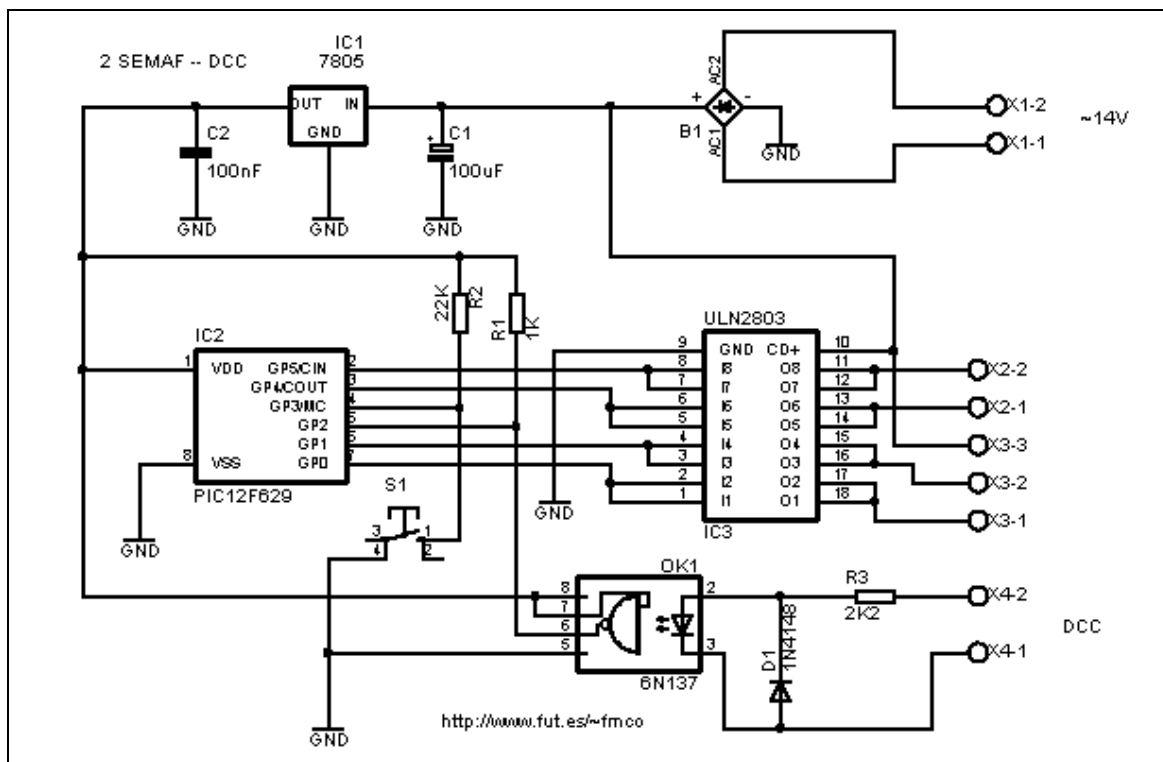 2 SEMAF -- DCC
IC1
7805
OUT IN
GND
C2
100nF
C1
+
100uF
GND
GND
GND
+
-
AC2
AC1
B1
GND
X1-2
X1-1
~14V
22K
R2
R1
1K
IC2
1 VDD
GP5/CIN 2
GP4/COUT 3
GP3/MC 4
GP2 5
GP1 6
GP0 7
8 VSS
PIC12F629
GND
S1
3 1
4 2
GND
ULN2803
9 GND CD+ 10
8 I8 O8 11
7 I7 O7 12
6 I6 O6 13
5 I5 O5 14
4 I4 O4 15
3 I3 O3 16
2 I2 O2 17
1 I1 O1 18
IC3
GND
X2-2
X2-1
X3-3
X3-2
X3-1
OK1
8
7
6
5
2
3
6N137
R3
2K2
D1
1N4148
X4-2
X4-1
DCC
http://www.fut.es/~fmco